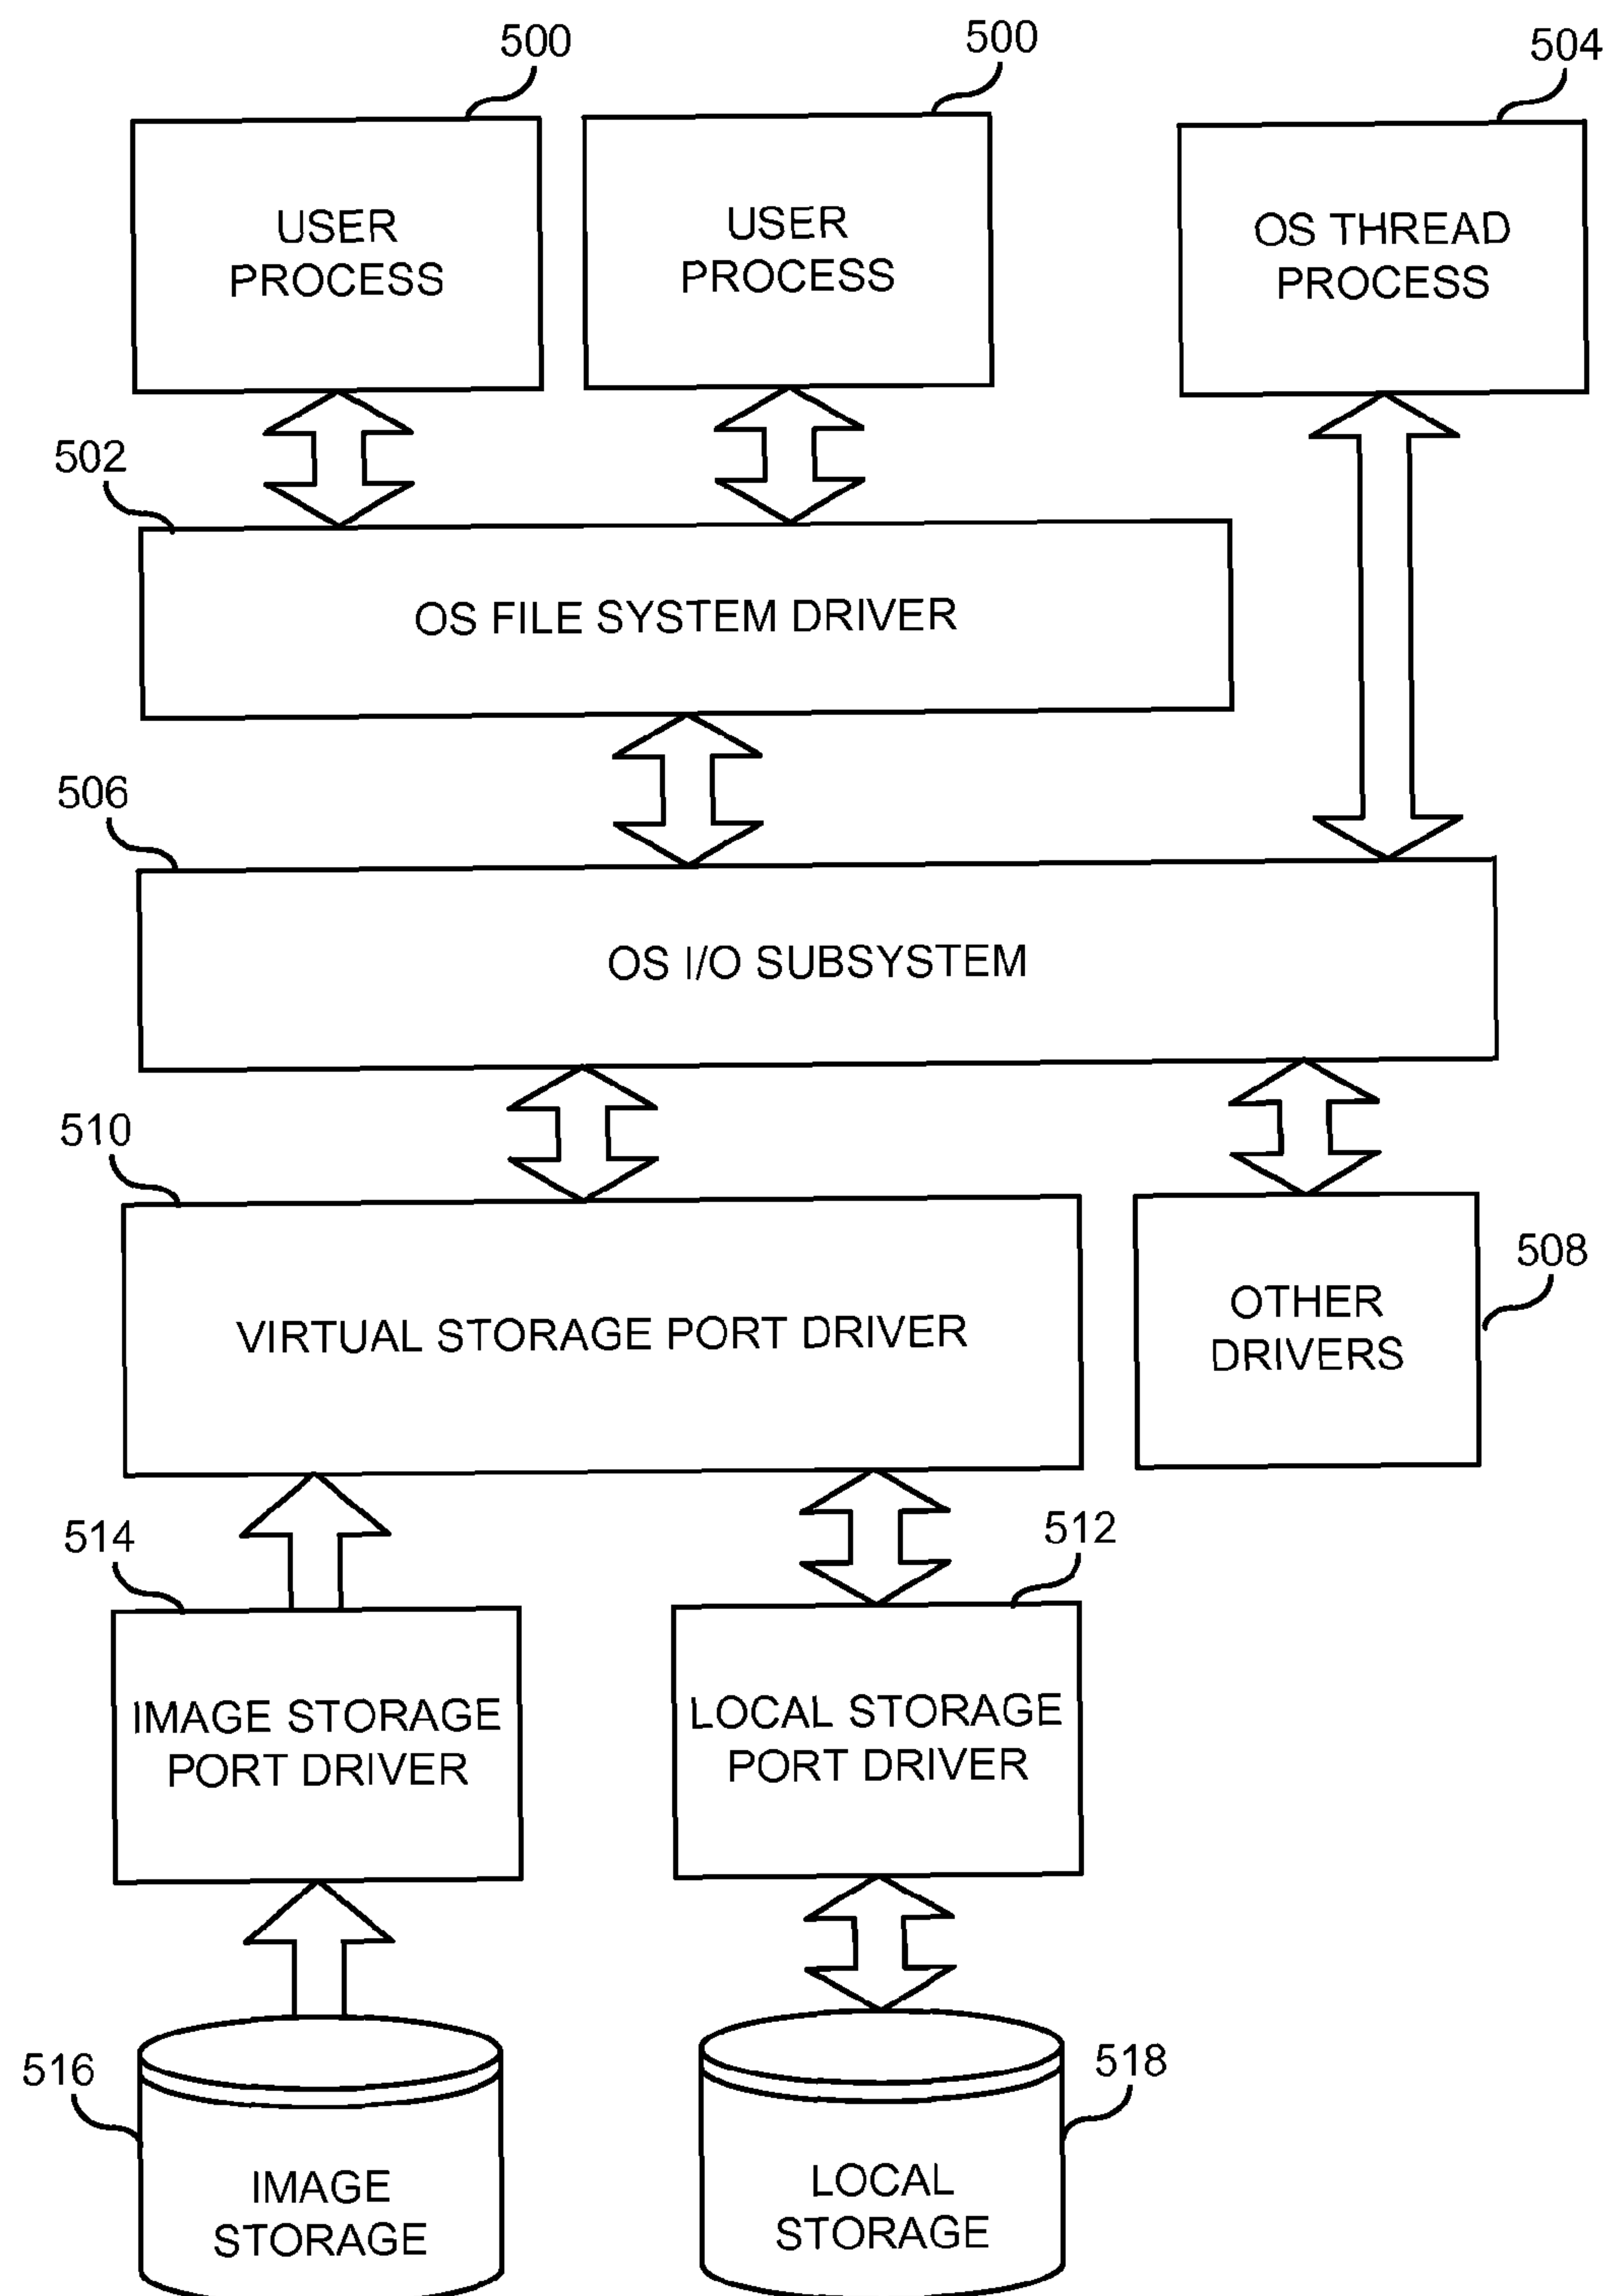 500
500
504
USER
PROCESS
USER
PROCESS
OS THREAD
PROCESS
502
OS FILE SYSTEM DRIVER
506
OS I/O SUBSYSTEM
510
VIRTUAL STORAGE PORT DRIVER
508
OTHER
DRIVERS
514
512
IMAGE STORAGE
PORT DRIVER
LOCAL STORAGE
PORT DRIVER
516
518
IMAGE
STORAGE
LOCAL
STORAGE